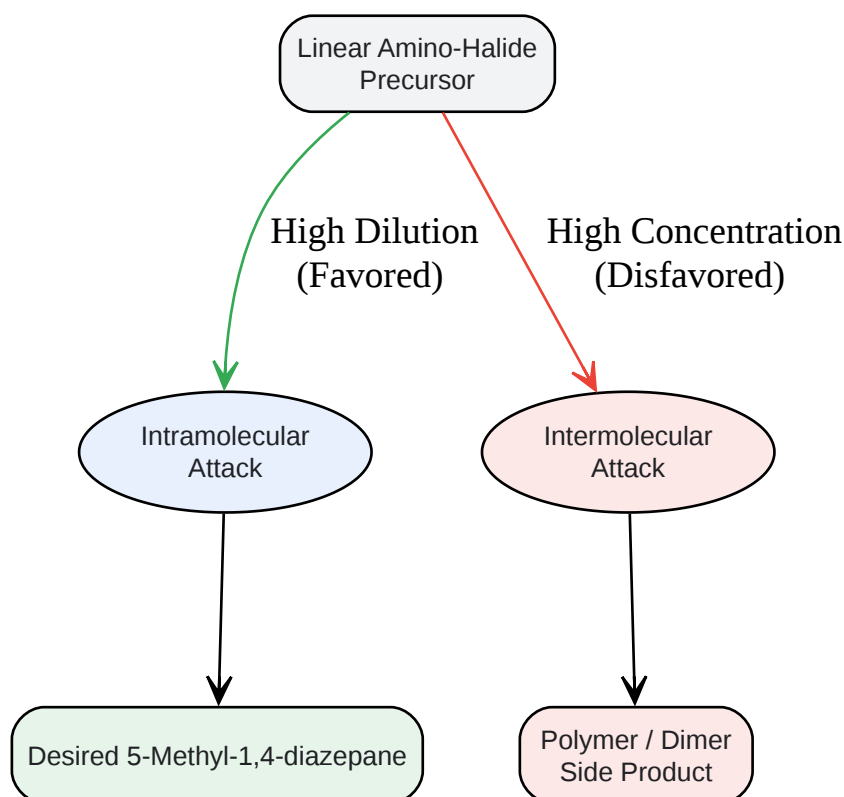 Linear Amino-Halide
Precursor
High Dilution
(Favored)
High Concentration
(Disfavored)
Intramolecular
Attack
Intermolecular
Attack
Desired 5-Methyl-1,4-diazepane
Polymer / Dimer
Side Product